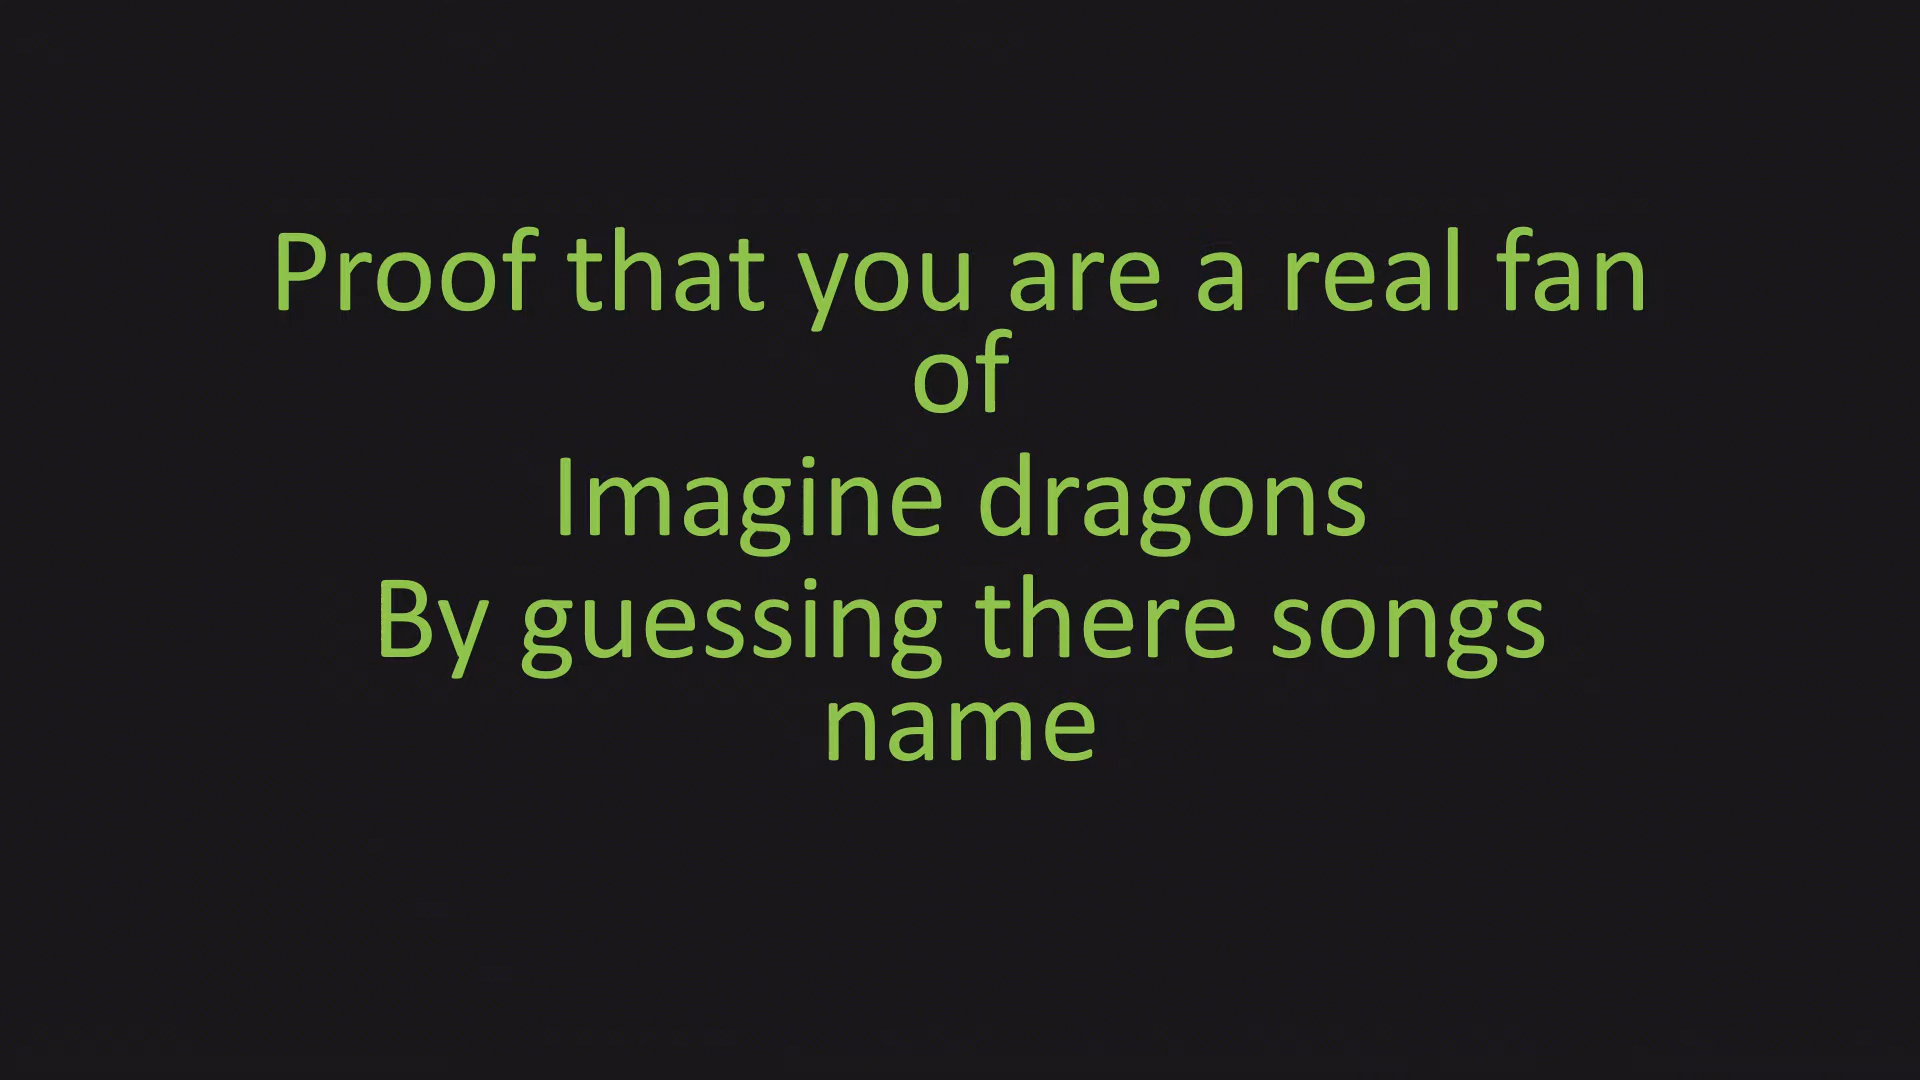 Proof that you are a real fan
of
Imagine dragons
By guessing there songs
name